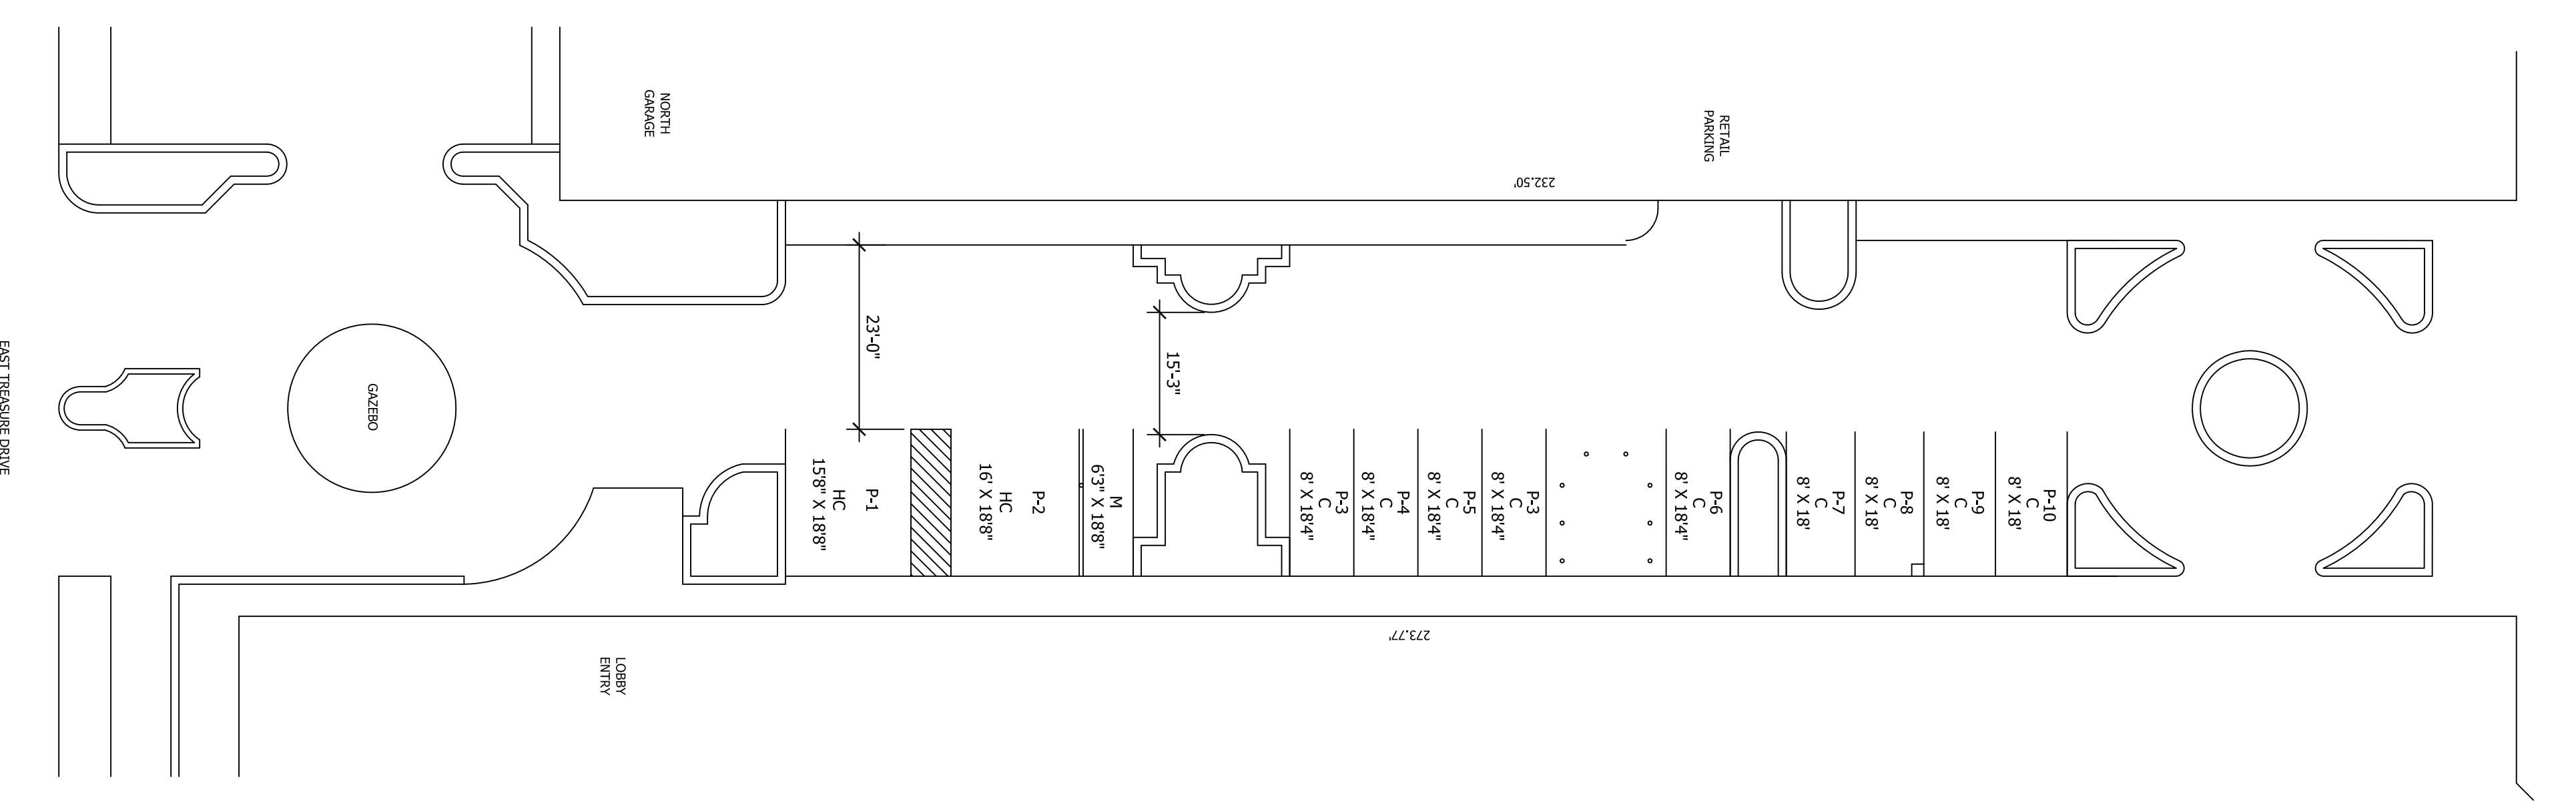 EAST TREASURE DRIVE
NORTH
GARAGE
RETAIL
PARKING
232.50'
GAZEBO
23'-0"
15'-3"
P-1
HC
15'8" X 18'8"
P-2
HC
16' X 18'8"
M
6'3" X 18'8"
P-3
C
8' X 18'4"
P-4
C
8' X 18'4"
P-5
C
8' X 18'4"
P-3
C
8' X 18'4"
P-6
C
8' X 18'4"
P-7
C
8' X 18'
P-8
C
8' X 18'
P-9
C
8' X 18'
P-10
C
8' X 18'
273.77'
LOBBY
ENTRY